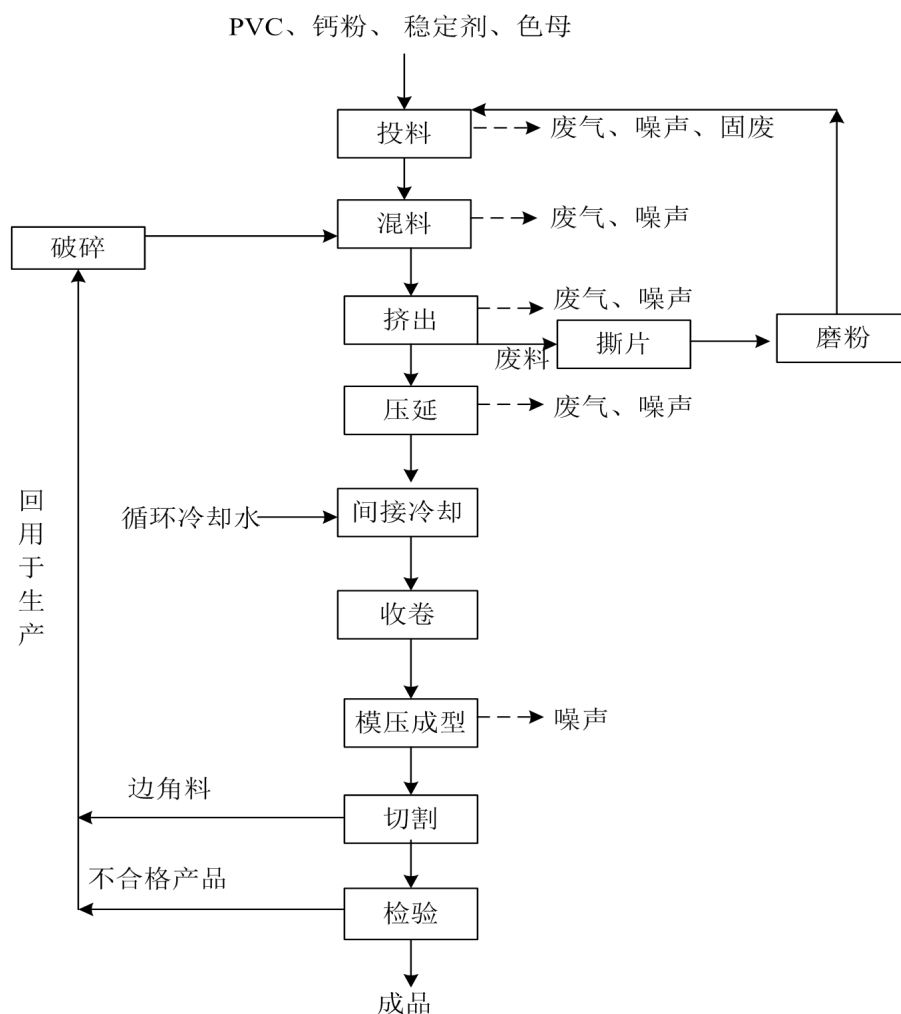 PVC、钙粉、 稳定剂、色母
投料
废气、噪声、固废
混料
废气、噪声
破碎
挤出
废气、噪声
废料
撕片
磨粉
压延
废气、噪声
循环冷却水
间接冷却
回用于生产
收卷
模压成型
噪声
边角料
切割
不合格产品
检验
成品